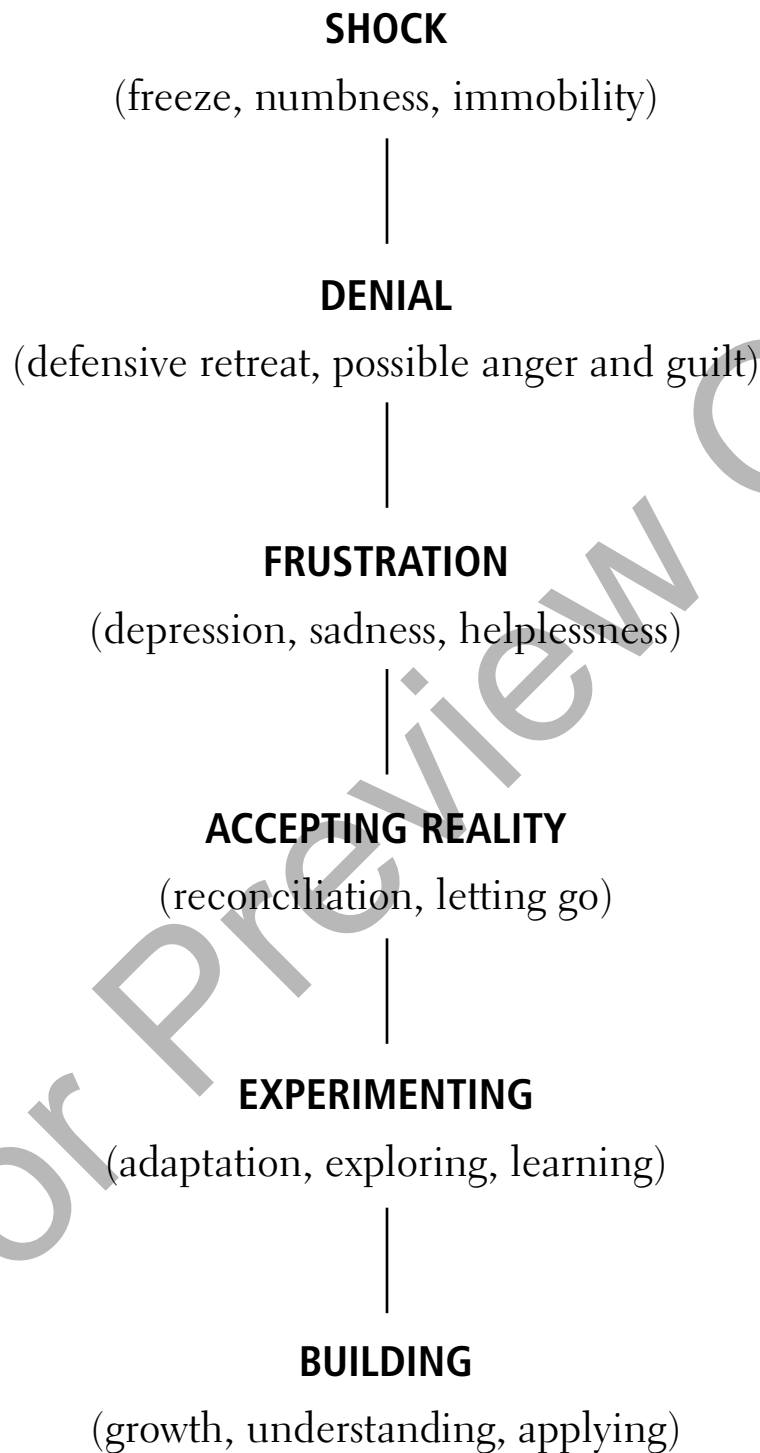 SHOCK
(freeze, numbness, immobility)
DENIAL
(defensive retreat, possible anger and guilt)
FRUSTRATION
(depression, sadness, helplessness)
ACCEPTING REALITY
(reconciliation, letting go)
EXPERIMENTING
(adaptation, exploring, learning)
BUILDING
(growth, understanding, applying)
or Preview O